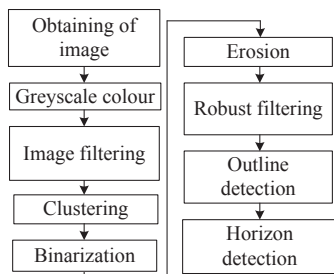 Obtaining of
image
Greyscale colour
Image filtering
Clustering
Binarization
Erosion
Robust filtering
Outline
detection
Horizon
detection